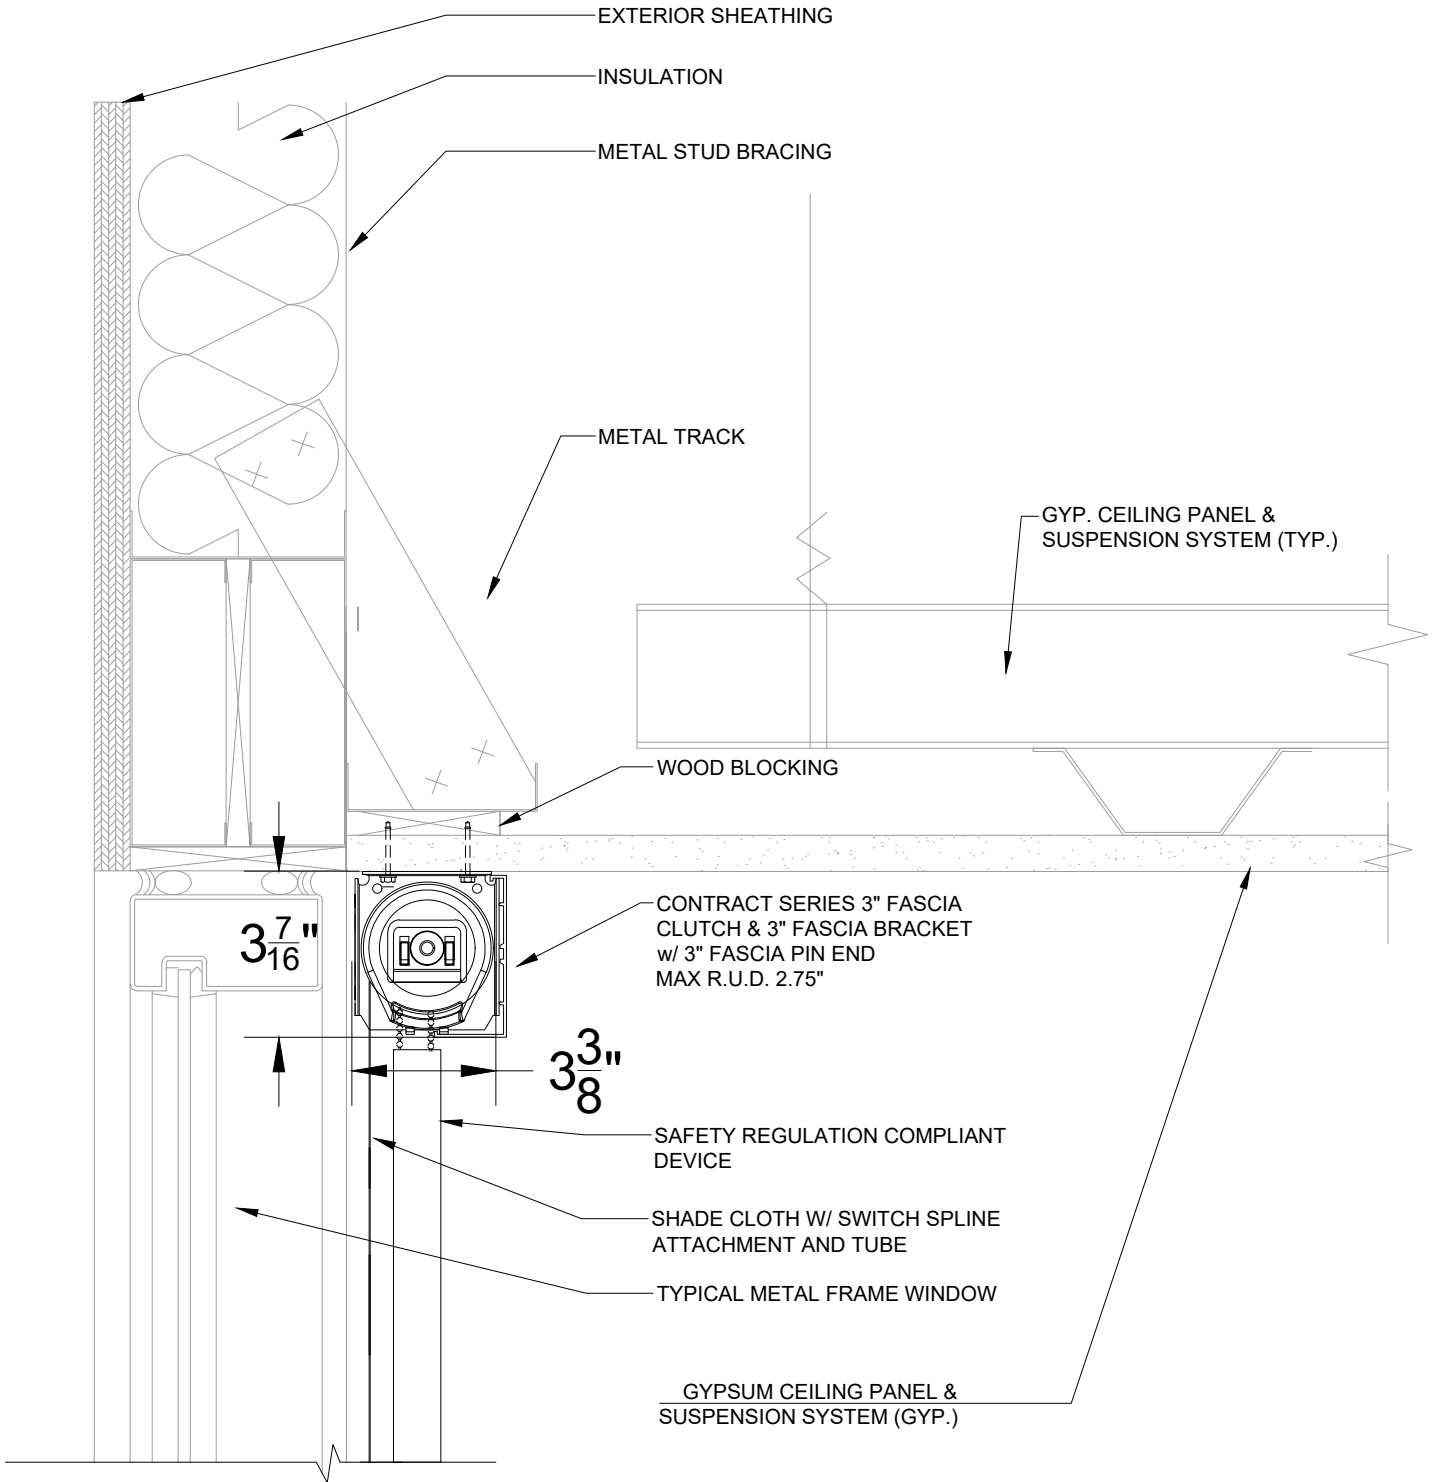 EXTERIOR SHEATHING
INSULATION
METAL STUD BRACING
METAL TRACK
GYP. CEILING PANEL &
SUSPENSION SYSTEM (TYP.)
WOOD BLOCKING
CONTRACT SERIES 3" FASCIA
CLUTCH & 3" FASCIA BRACKET
w/ 3" FASCIA PIN END
MAX R.U.D. 2.75"
3 7/16"
3 3/8"
SAFETY REGULATION COMPLIANT
DEVICE
SHADE CLOTH W/ SWITCH SPLINE
ATTACHMENT AND TUBE
TYPICAL METAL FRAME WINDOW
GYPSUM CEILING PANEL &
SUSPENSION SYSTEM (GYP.)